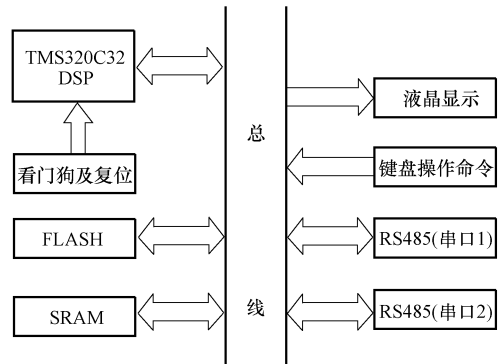 TMS320C32
DSP
看门狗及复位
FLASH
SRAM
总
线
液晶显示
键盘操作命令
RS485(串口1)
RS485(串口2)